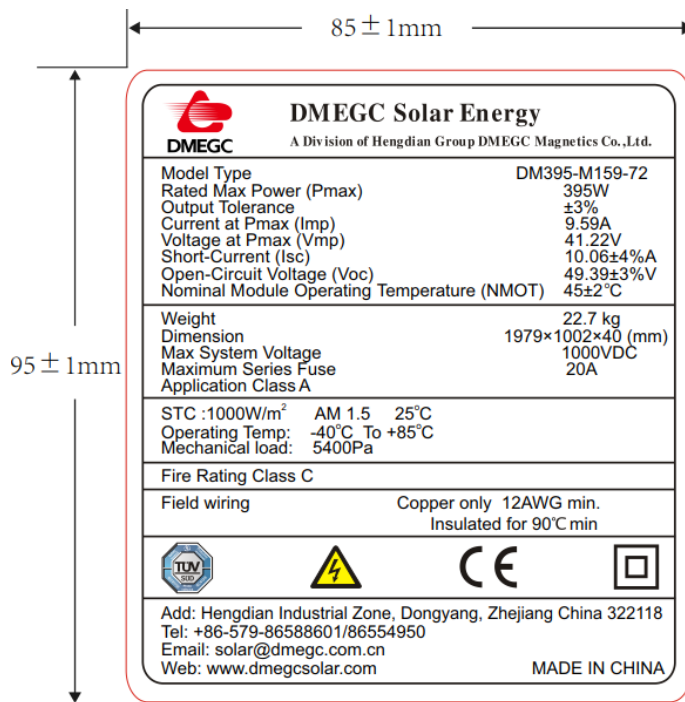 85±1mm
95±1mm
DMEGC
DMEGC Solar Energy
A Division of Hengdian Group DMEGC Magnetics Co.,Ltd.
Model Type DM395-M159-72
Rated Max Power (Pmax) 395W
Output Tolerance ±3%
Current at Pmax (Imp) 9.59A
Voltage at Pmax (Vmp) 41.22V
Short-Current (Isc) 10.06±4%A
Open-Circuit Voltage (Voc) 49.39±3%V
Nominal Module Operating Temperature (NMOT) 45±2℃
Weight 22.7 kg
Dimension 1979×1002×40 (mm)
Max System Voltage 1000VDC
Maximum Series Fuse 20A
Application Class A
STC :1000W/m² AM 1.5 25℃
Operating Temp: -40℃ To +85℃
Mechanical load: 5400Pa
Fire Rating Class C
Field wiring Copper only 12AWG min.
Insulated for 90℃ min
TUV
SUD
CE
Add: Hengdian Industrial Zone, Dongyang, Zhejiang China 322118
Tel: +86-579-86588601/86554950
Email: solar@dmegc.com.cn
Web: www.dmegcsolar.com MADE IN CHINA